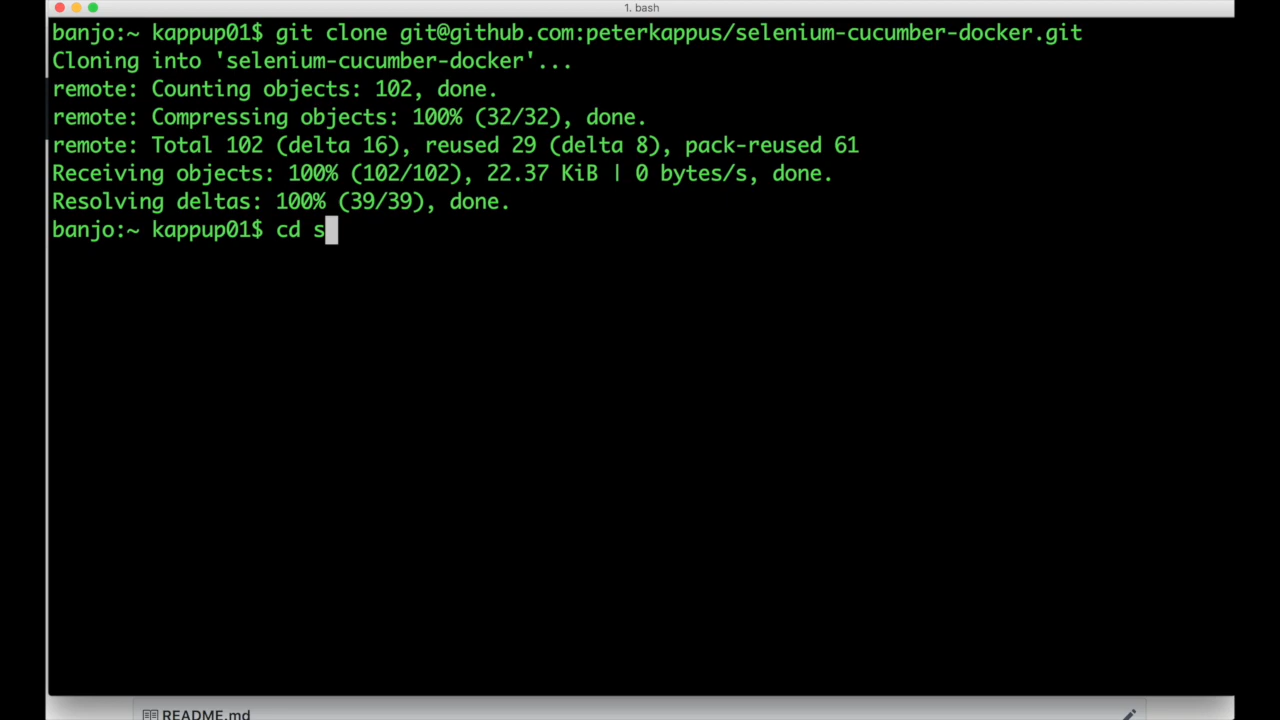 1. bash
banjo:~ kappup01$ git clone git@github.com:peterkappus/selenium-cucumber-docker.git
Cloning into 'selenium-cucumber-docker'...
remote: Counting objects: 102, done.
remote: Compressing objects: 100% (32/32), done.
remote: Total 102 (delta 16), reused 29 (delta 8), pack-reused 61
Receiving objects: 100% (102/102), 22.37 KiB | 0 bytes/s, done.
Resolving deltas: 100% (39/39), done.
banjo:~ kappup01$ cd s
README.md